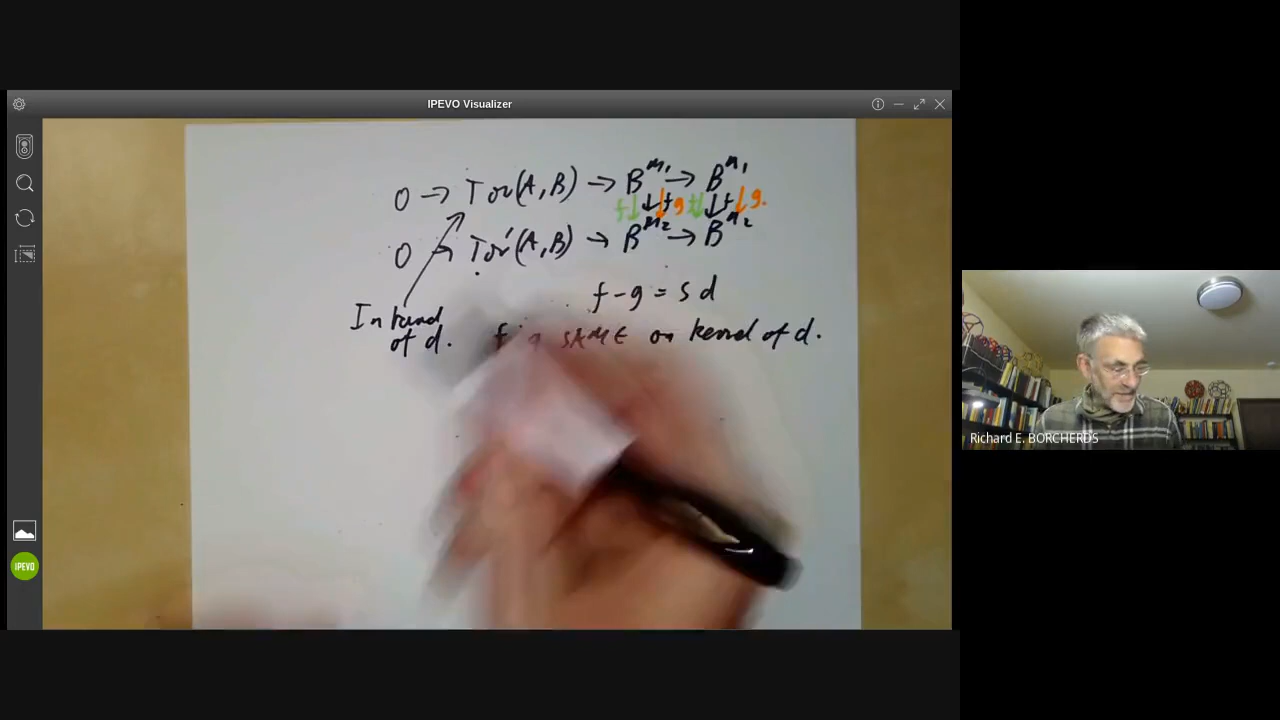 IPEVO Visualizer
0 → Tor(A, B) → B^m₁ → B^n₁
f ↓ ↓ f ↓ g f ↓ ↓ f ↓ g.
0 → Tor'(A, B) → B^m₂ → B^n₂
f - g = s d
In kernel
of d. f g SAME on kernel of d.
Richard E. BORCHERDS
iPEVO